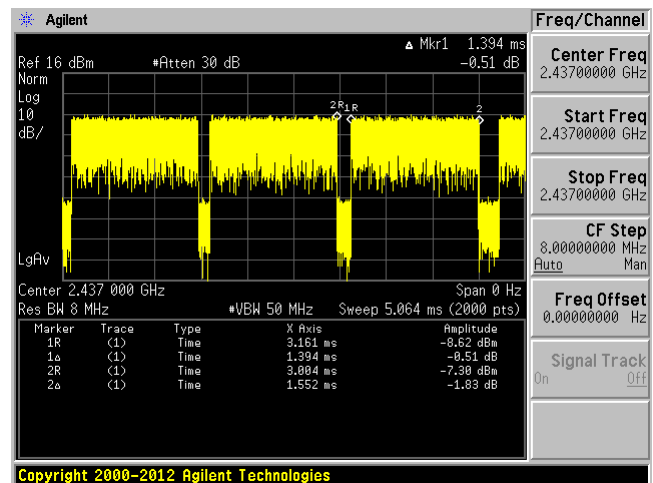 Agilent
Freq/Channel
Δ Mkr1 1.394 ms
Ref 16 dBm #Atten 30 dB -0.51 dB
Norm
Log
10
dB/
2R 1R 2
LgAv
Center 2.437 000 GHz Span 0 Hz
Res BW 8 MHz #VBW 50 MHz Sweep 5.064 ms (2000 pts)
Marker Trace Type X Axis Amplitude
1R (1) Time 3.161 ms -8.62 dBm
1Δ (1) Time 1.394 ms -0.51 dB
2R (1) Time 3.004 ms -7.30 dBm
2Δ (1) Time 1.552 ms -1.83 dB
Center Freq
2.43700000 GHz
Start Freq
2.43700000 GHz
Stop Freq
2.43700000 GHz
CF Step
8.00000000 MHz
Auto Man
Freq Offset
0.00000000 Hz
Signal Track
On Off
Copyright 2000-2012 Agilent Technologies